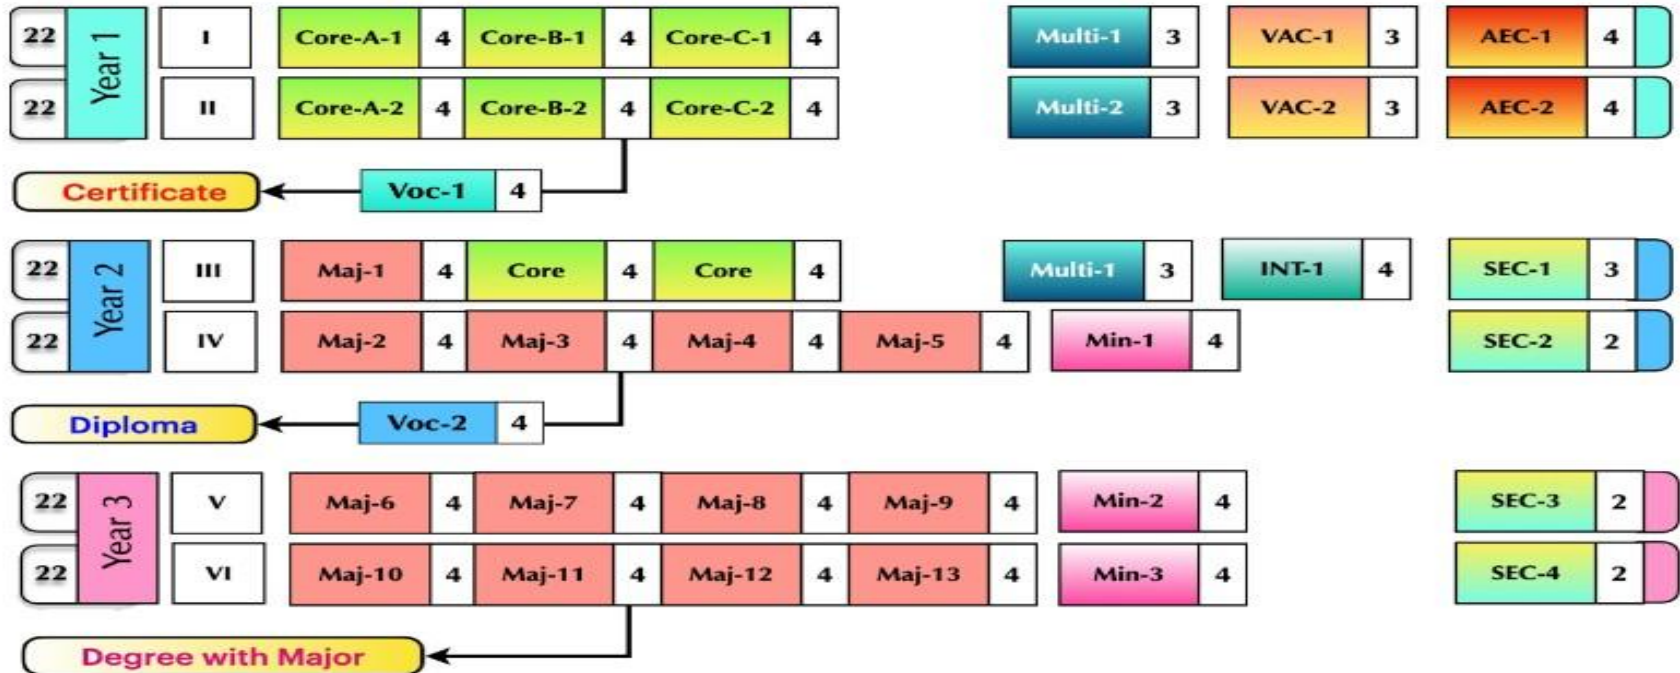 22 I Core-A-1 4 Core-B-1 4 Core-C-1 4 Multi-1 3 VAC-1 3 AEC-1 4
Year 1
22 II Core-A-2 4 Core-B-2 4 Core-C-2 4 Multi-2 3 VAC-2 3 AEC-2 4
Certificate Voc-1 4
22 III Maj-1 4 Core 4 Core 4 Multi-1 3 INT-1 4 SEC-1 3
Year 2
22 IV Maj-2 4 Maj-3 4 Maj-4 4 Maj-5 4 Min-1 4 SEC-2 2
Diploma Voc-2 4
22 V Maj-6 4 Maj-7 4 Maj-8 4 Maj-9 4 Min-2 4 SEC-3 2
Year 3
22 VI Maj-10 4 Maj-11 4 Maj-12 4 Maj-13 4 Min-3 4 SEC-4 2
Degree with Major